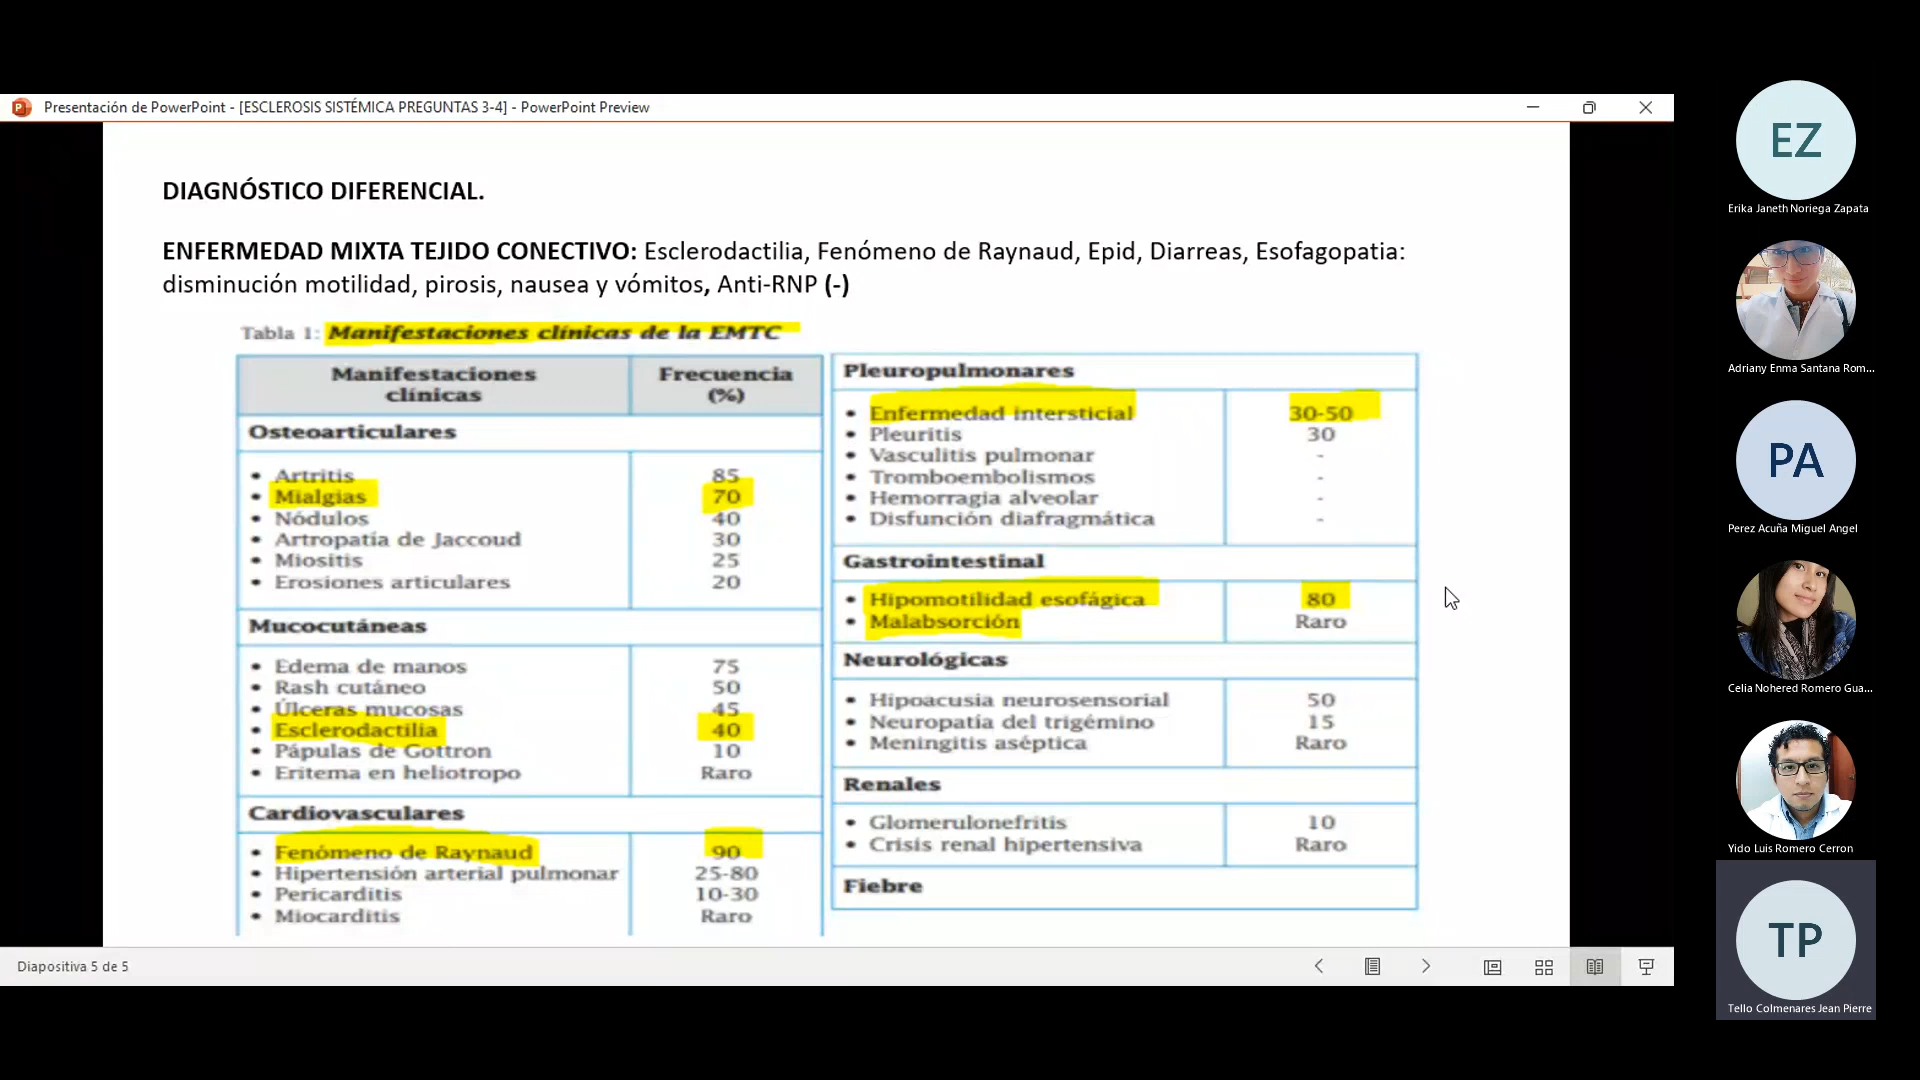 Presentación de PowerPoint - [ESCLEROSIS SISTÉMICA PREGUNTAS 3-4] - PowerPoint Preview
DIAGNÓSTICO DIFERENCIAL.
ENFERMEDAD MIXTA TEJIDO CONECTIVO: Esclerodactilia, Fenómeno de Raynaud, Epid, Diarreas, Esofagopatia:
disminución motilidad, pirosis, nausea y vómitos, Anti-RNP (-)
Tabla 1: Manifestaciones clínicas de la EMTC
Manifestaciones clínicas Frecuencia (%)
Osteoarticulares
• Artritis 85
• Mialgias 70
• Nódulos 40
• Artropatía de Jaccoud 30
• Miositis 25
• Erosiones articulares 20
Mucocutáneas
• Edema de manos 75
• Rash cutáneo 50
• Úlceras mucosas 45
• Esclerodactilia 40
• Pápulas de Gottron 10
• Eritema en heliotropo Raro
Cardiovasculares
• Fenómeno de Raynaud 90
• Hipertensión arterial pulmonar 25-80
• Pericarditis 10-30
• Miocarditis Raro
Pleuropulmonares
• Enfermedad intersticial 30-50
• Pleuritis 30
• Vasculitis pulmonar -
• Tromboembolismos -
• Hemorragia alveolar -
• Disfunción diafragmática -
Gastrointestinal
• Hipomotilidad esofágica 80
• Malabsorción Raro
Neurológicas
• Hipoacusia neurosensorial 50
• Neuropatía del trigémino 15
• Meningitis aséptica Raro
Renales
• Glomerulonefritis 10
• Crisis renal hipertensiva Raro
Fiebre
Diapositiva 5 de 5
EZ
Erika Janeth Noriega Zapata
Adriany Enma Santana Rom...
PA
Perez Acuña Miguel Angel
Celia Nohered Romero Gua...
Yido Luis Romero Cerron
TP
Tello Colmenares Jean Pierre